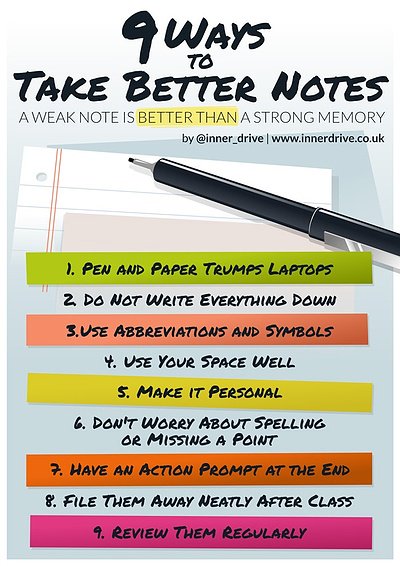 9 Ways
to
Take Better Notes
A WEAK NOTE IS BETTER THAN A STRONG MEMORY
by @inner_drive | www.innerdrive.co.uk
1. Pen and Paper Trumps Laptops
2. Do Not Write Everything Down
3.Use Abbreviations and Symbols
4. Use Your Space Well
5. Make it Personal
6. Don't Worry About Spelling
or Missing a Point
7. Have an Action Prompt at the End
8. File Them Away Neatly After Class
9. Review Them Regularly